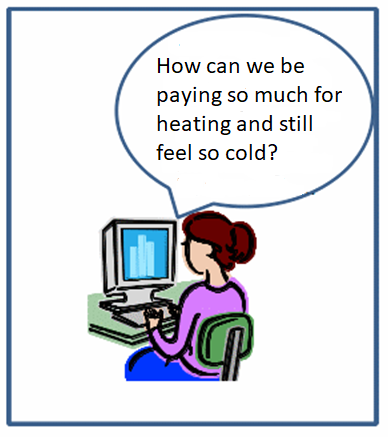 How can we be
paying so much for
heating and still
feel so cold?